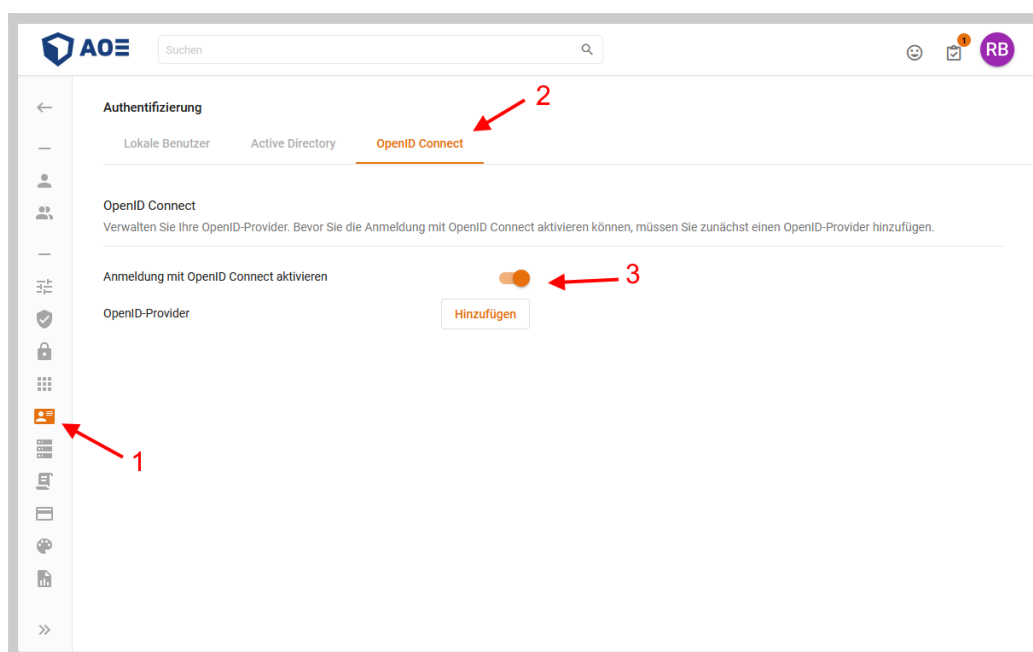 AOE
Suchen
1
RB
Authentifizierung
2
Lokale Benutzer
Active Directory
OpenID Connect
OpenID Connect
Verwalten Sie Ihre OpenID-Provider. Bevor Sie die Anmeldung mit OpenID Connect aktivieren können, müssen Sie zunächst einen OpenID-Provider hinzufügen.
Anmeldung mit OpenID Connect aktivieren
3
OpenID-Provider
Hinzufügen
1